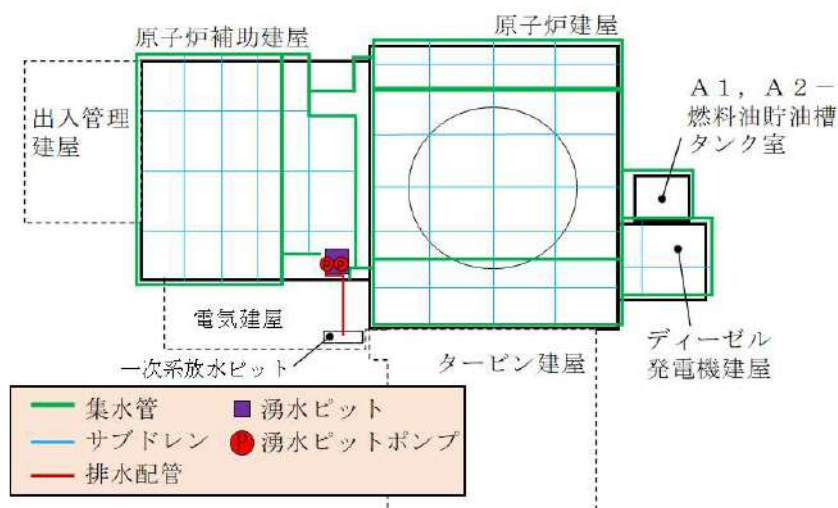 原子炉補助建屋
原子炉建屋
出入管理
建屋
A1,A2-
燃料油貯油槽
タンク室
P P
電気建屋
一次系放水ピット
タービン建屋
ディーゼル
発電機建屋
集水管
湧水ピット
サブドレン
P 湧水ピットポンプ
排水配管